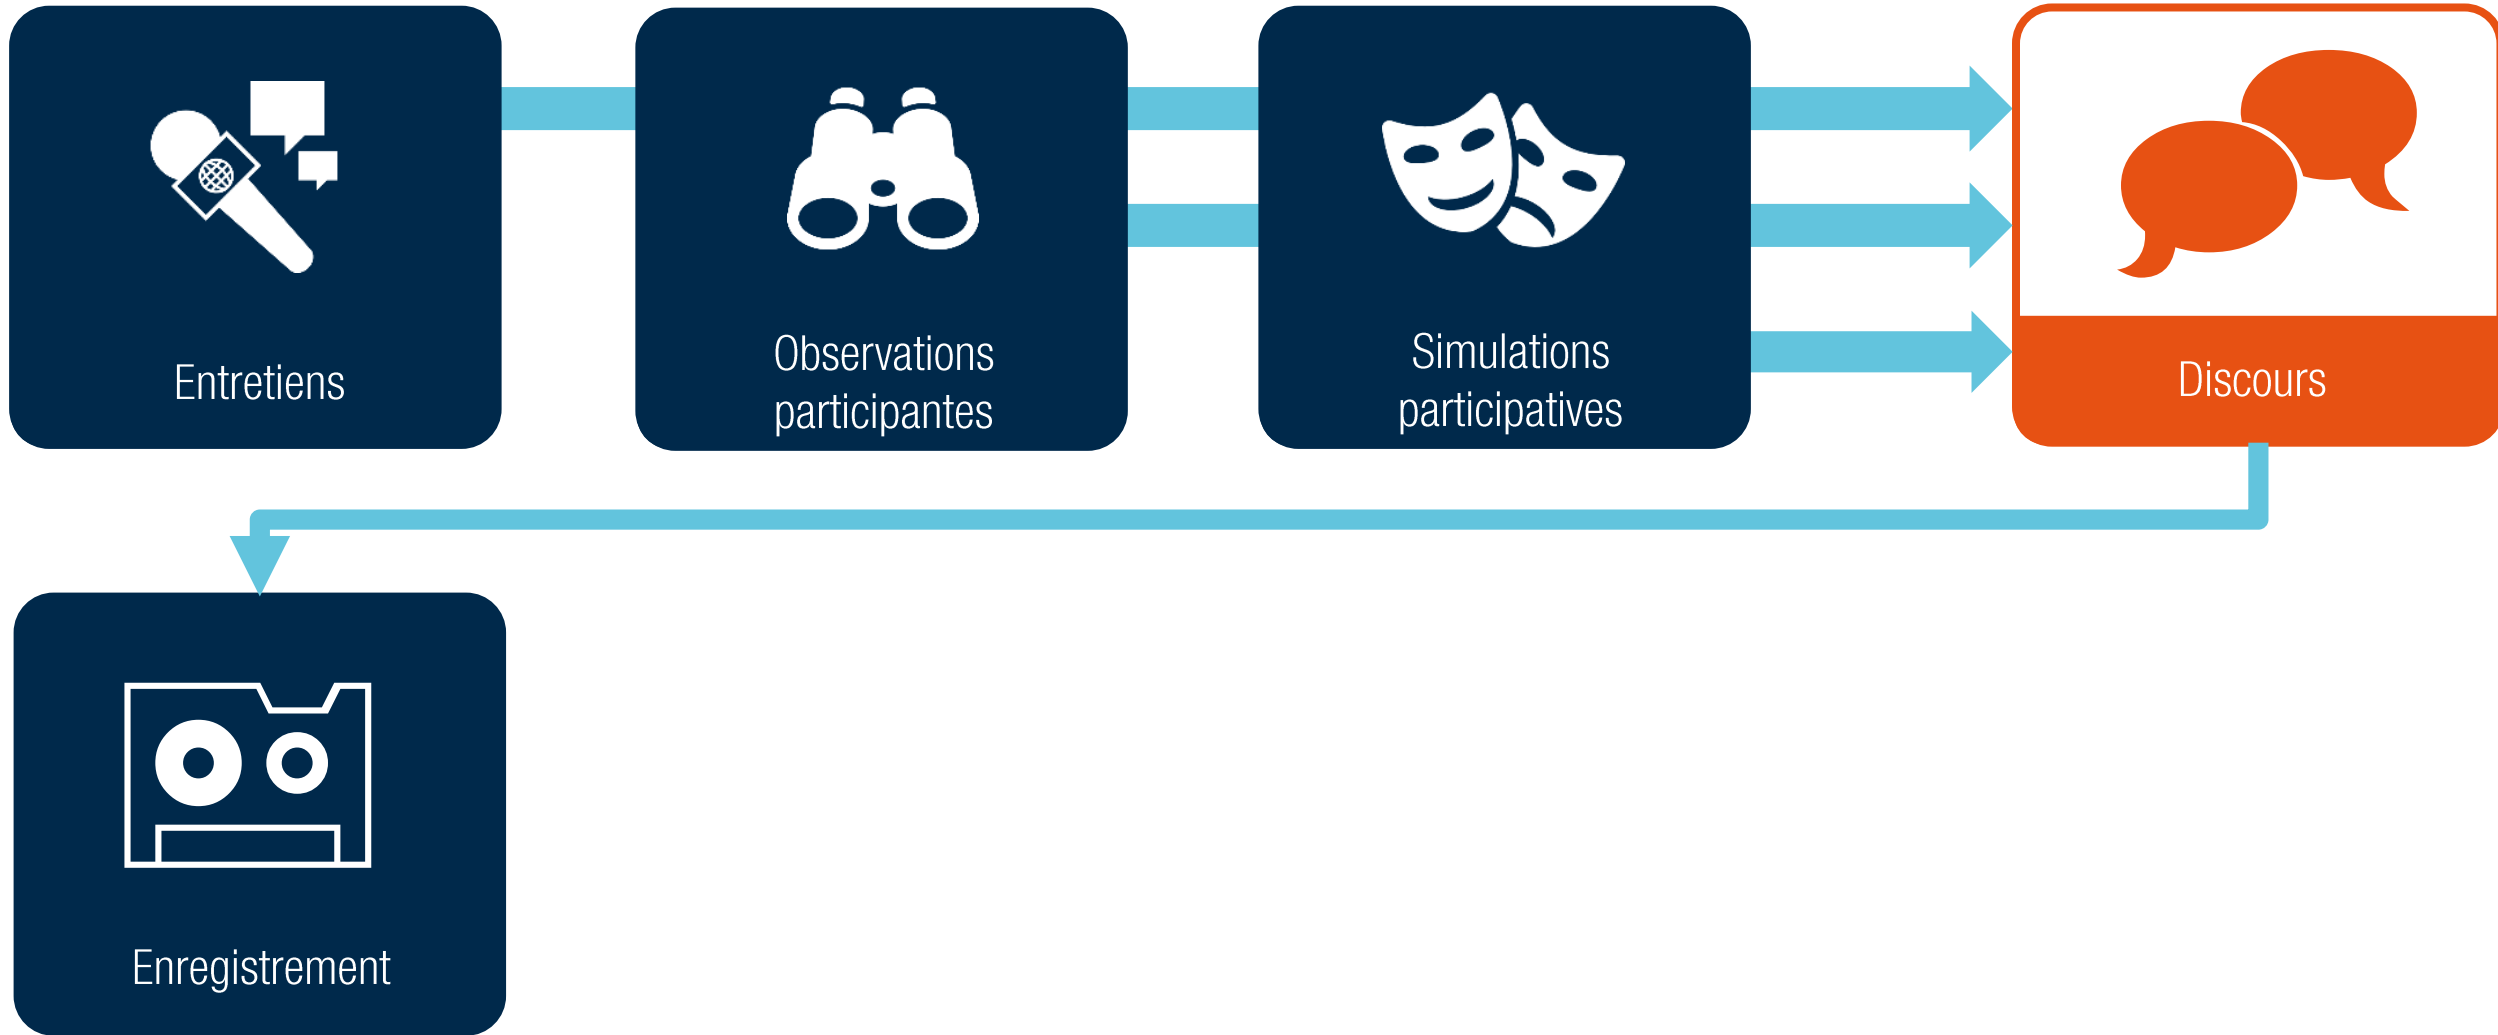 Entretiens
Observations
participantes
Simulations
participatives
Discours
Enregistrement